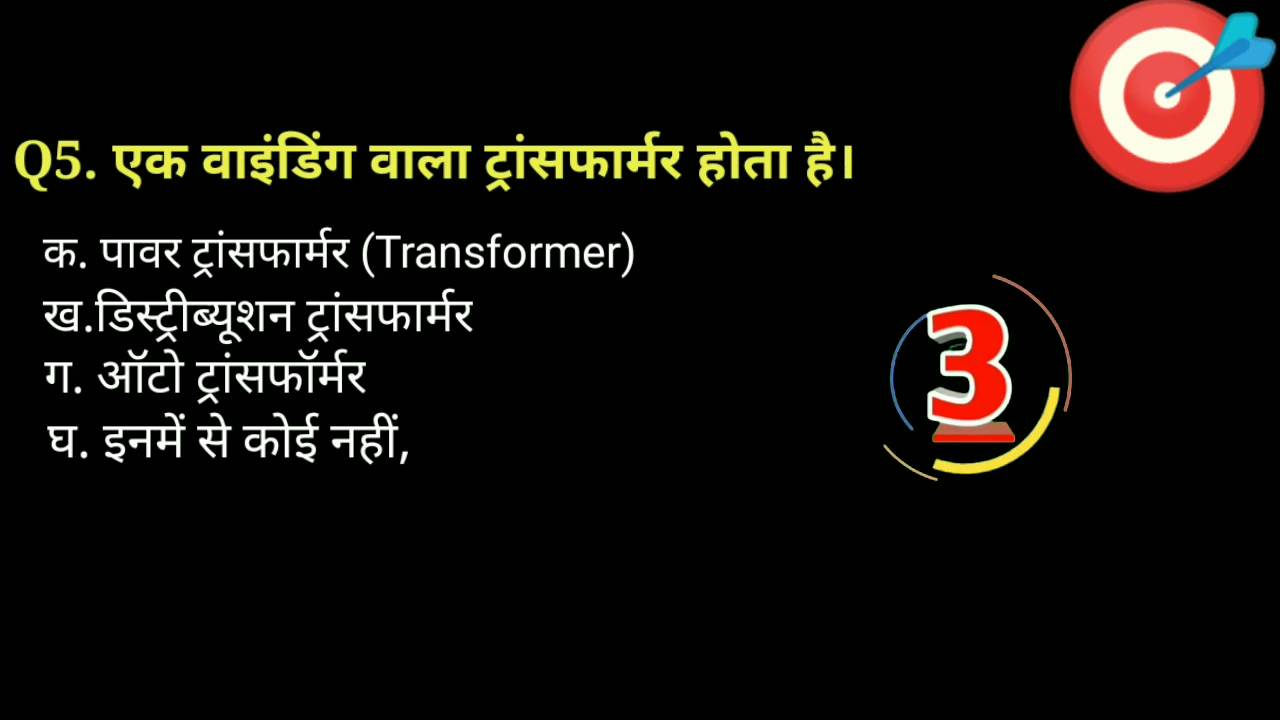 Q5. एक वाइंडिंग वाला ट्रांसफार्मर होता है।
क. पावर ट्रांसफार्मर (Transformer)
ख.डिस्ट्रीब्यूशन ट्रांसफार्मर
ग. ऑटो ट्रांसफॉर्मर
घ. इनमें से कोई नहीं,
3